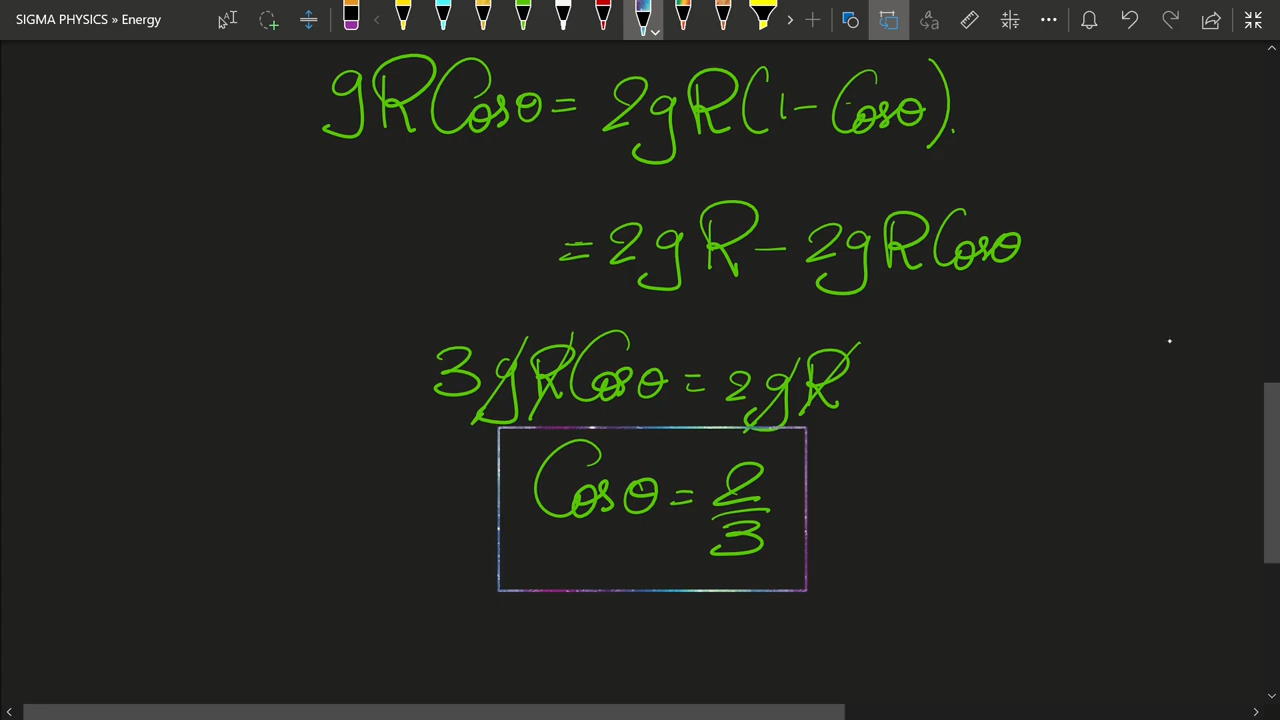 SIGMA PHYSICS » Energy
gRCosθ = 2gR(1 - Cosθ).
= 2gR - 2gRCosθ
3gRCosθ = 2gR
Cosθ = 2/3